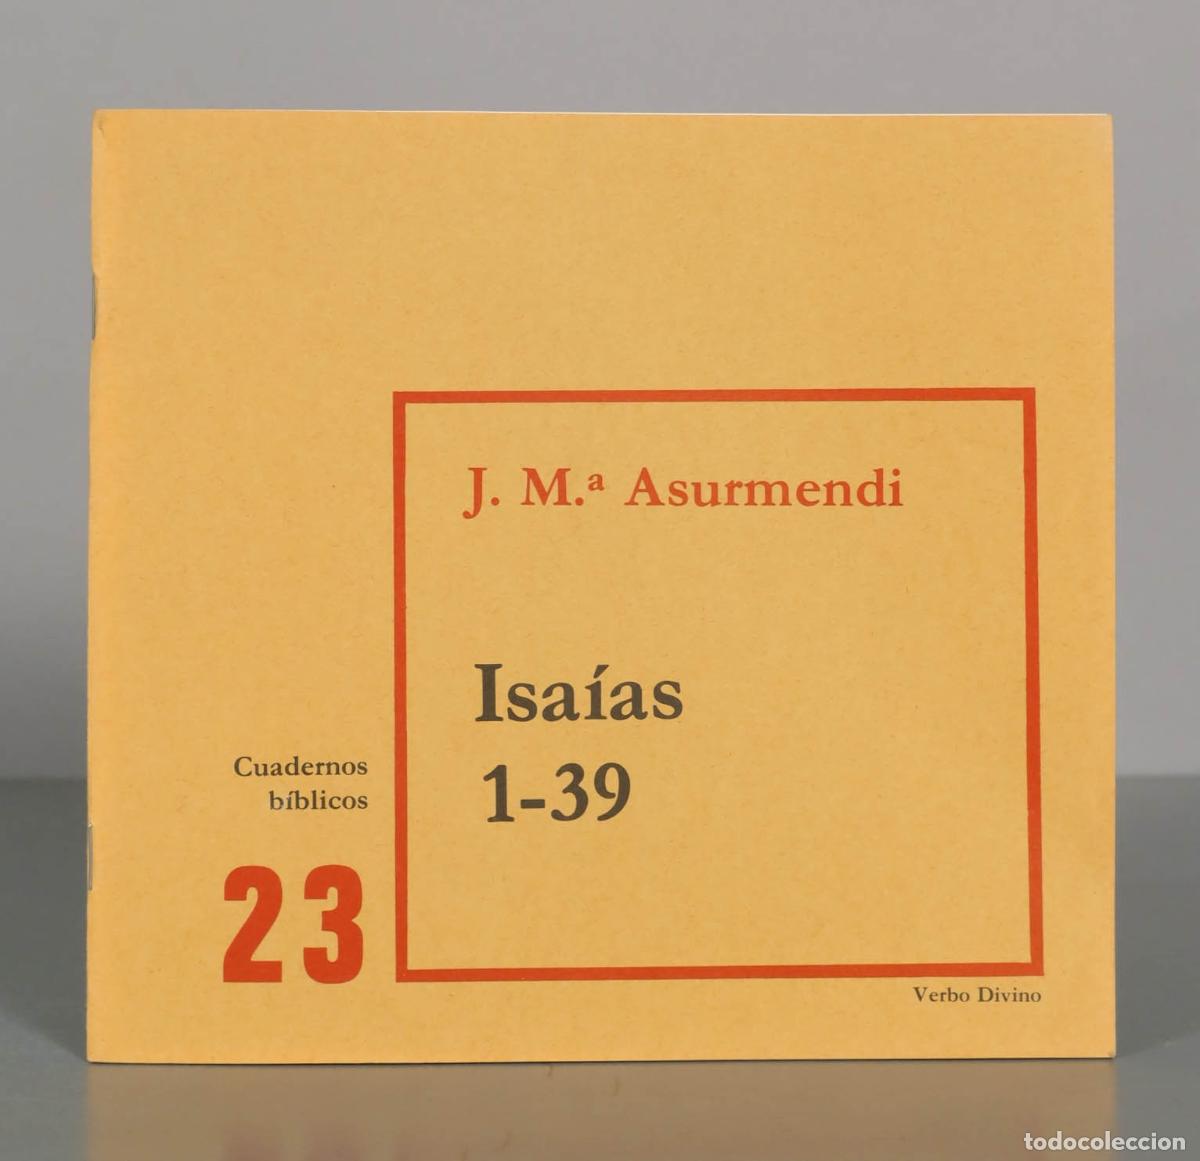 J. M.ª Asurmendi
Isaías
1-39
Cuadernos
bíblicos
23
Verbo Divino
todocoleccion